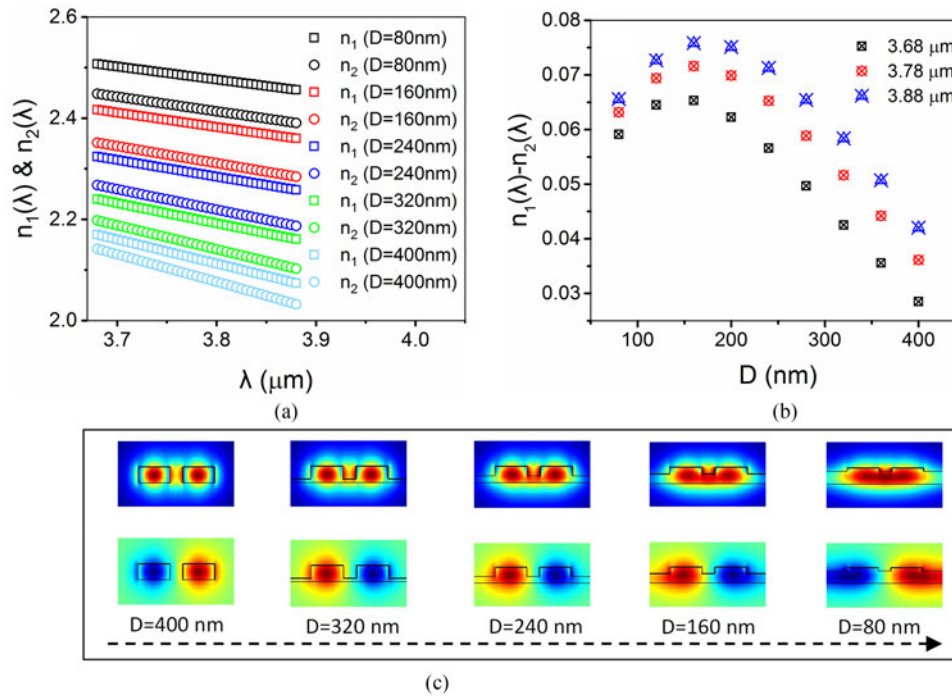 2.6
2.4
2.2
2.0
n₁(λ) & n₂(λ)
3.7 3.8 3.9 4.0
λ (μm)
n₁ (D=80nm)
n₂ (D=80nm)
n₁ (D=160nm)
n₂ (D=160nm)
n₁ (D=240nm)
n₂ (D=240nm)
n₁ (D=320nm)
n₂ (D=320nm)
n₁ (D=400nm)
n₂ (D=400nm)
(a)
0.08
0.07
0.06
0.05
0.04
0.03
n₁(λ)-n₂(λ)
100 200 300 400
D (nm)
3.68 μm
3.78 μm
3.88 μm
(b)
D=400 nm D=320 nm D=240 nm D=160 nm D=80 nm
(c)